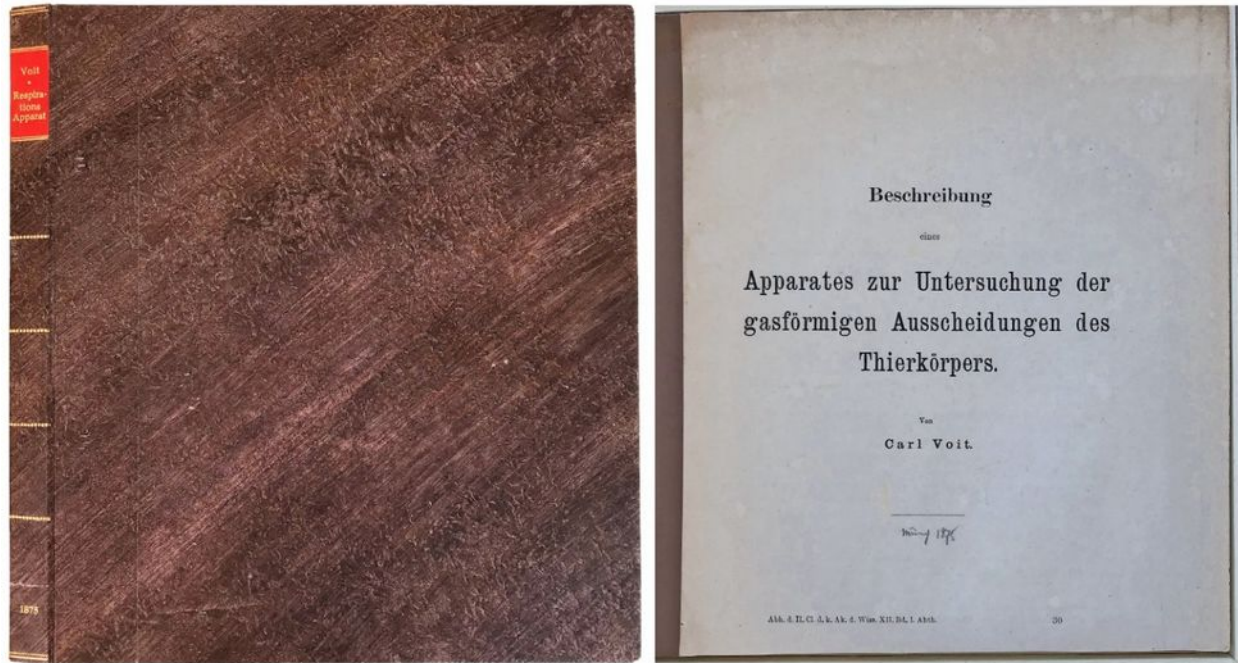 Voit
Respira-
tions
Apparat
1875
Beschreibung
eines
Apparates zur Untersuchung der
gasförmigen Ausscheidungen des
Thierkörpers.
Von
Carl Voit.
Abh. d. II. Cl. d. k. Ak. d. Wiss. XII. Bd. I. Abth.
30